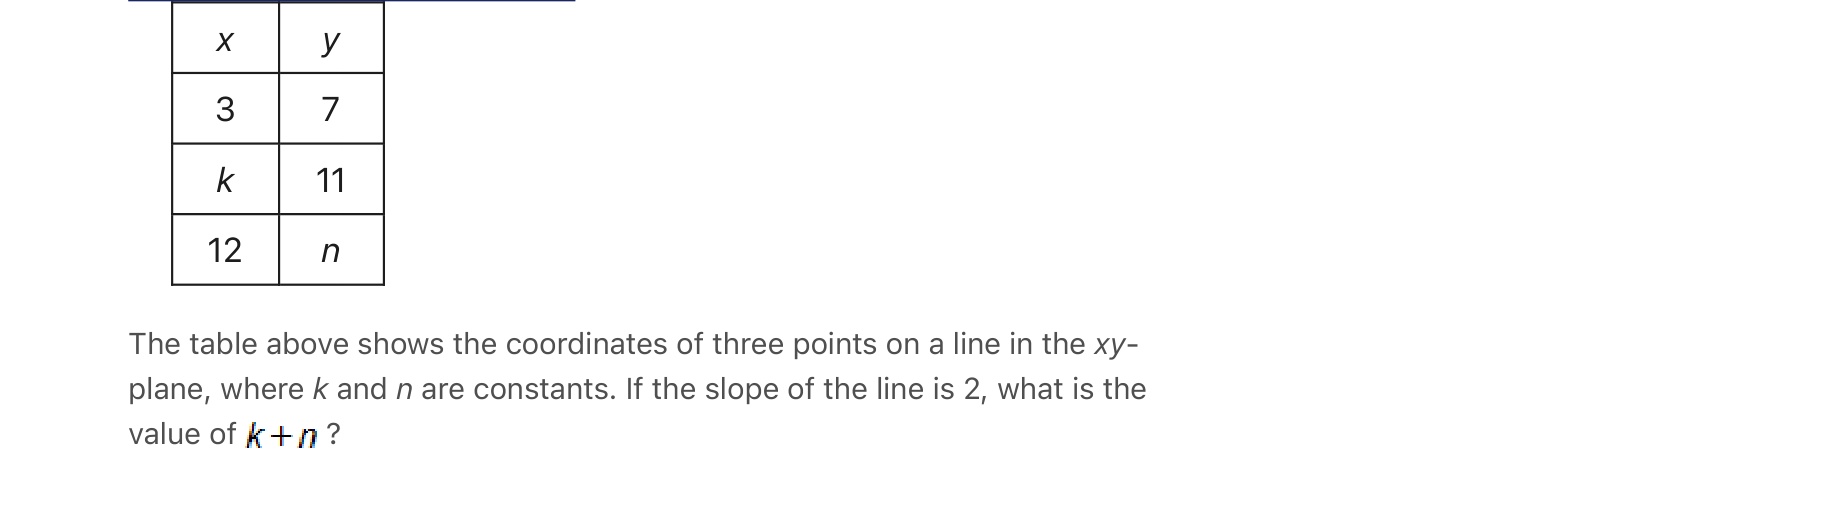 x y
3 7
k 11
12 n
The table above shows the coordinates of three points on a line in the xy-
plane, where k and n are constants. If the slope of the line is 2, what is the
value of k+n ?